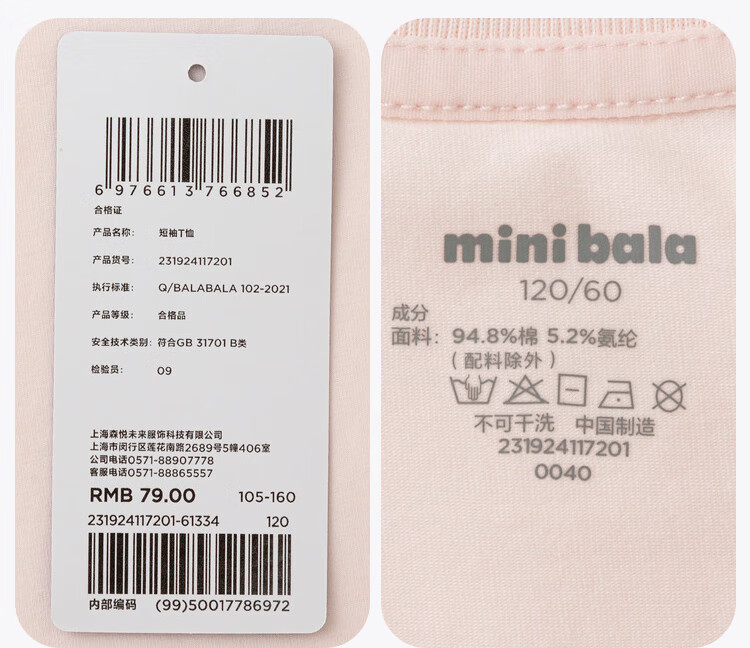 6 976613 766852
合格证
产品名称： 短袖T恤
产品货号： 231924117201
执行标准： Q/BALABALA 102-2021
产品等级： 合格品
安全技术类别：符合GB 31701 B类
检验员： 09
上海森悦未来服饰科技有限公司
上海市闵行区莲花南路2689号5幢406室
公司电话0571-88907778
客服电话0571-88865557
RMB 79.00 105-160
231924117201-61334 120
内部编码 (99)50017786972
mini bala
120/60
成分
面料：94.8%棉 5.2%氨纶
（配料除外）
不可干洗 中国制造
231924117201
0040